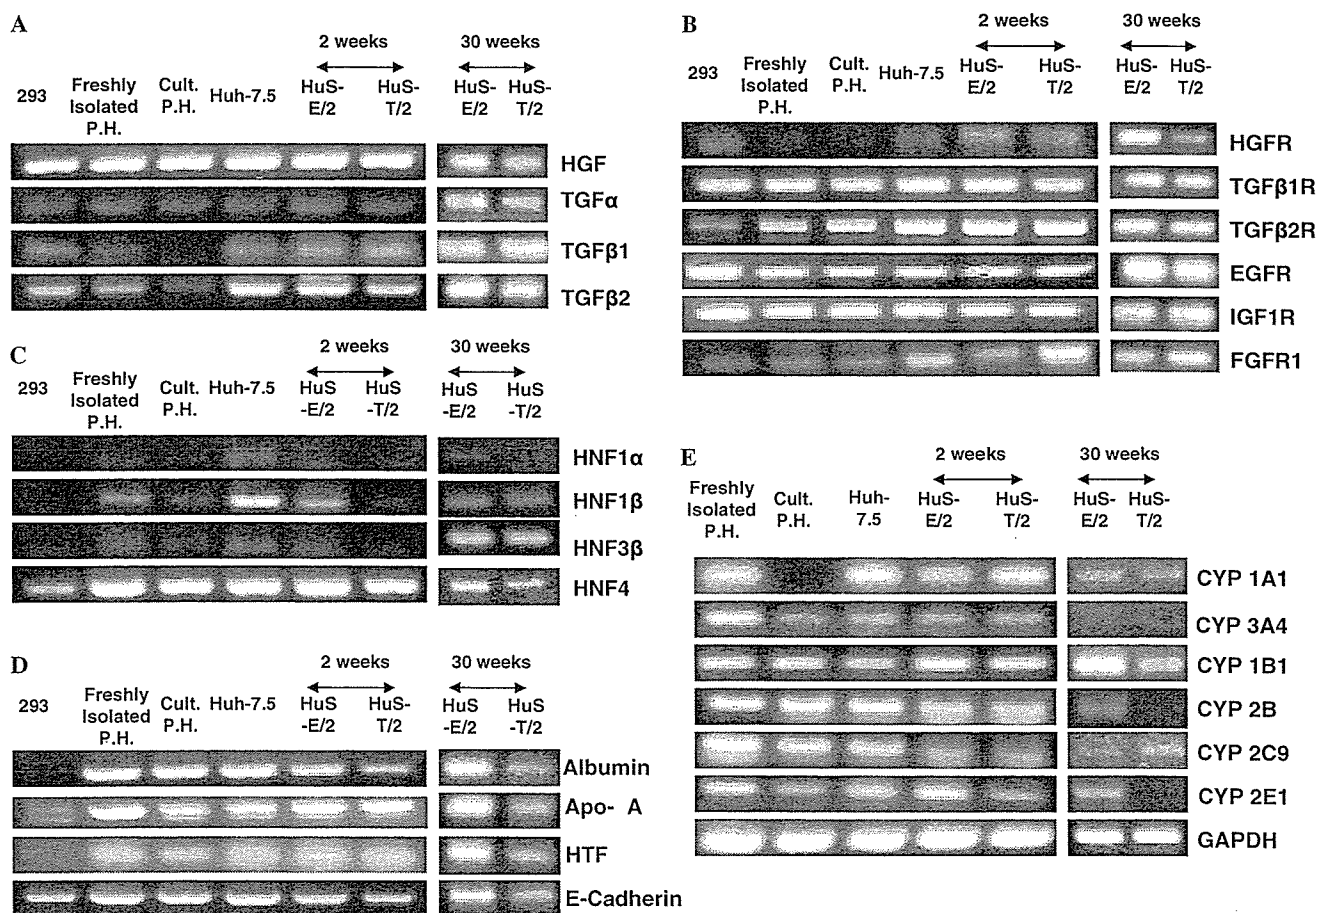 A
2 weeks
30 weeks
293
Freshly
Isolated
P.H.
Cult.
P.H.
Huh-7.5
HuS-
E/2
HuS-
T/2
HuS-
E/2
HuS-
T/2
HGF
TGFα
TGFβ1
TGFβ2
B
2 weeks
30 weeks
293
Freshly
Isolated
P.H.
Cult.
P.H.
Huh-7.5
HuS-
E/2
HuS-
T/2
HuS-
E/2
HuS-
T/2
HGFR
TGFβ1R
TGFβ2R
EGFR
IGF1R
FGFR1
C
2 weeks
30 weeks
293
Freshly
Isolated
P.H.
Cult.
P.H.
Huh-7.5
HuS
-E/2
HuS
-T/2
HuS
-E/2
HuS
-T/2
HNF1α
HNF1β
HNF3β
HNF4
D
2 weeks
30 weeks
293
Freshly
Isolated
P.H.
Cult.
P.H.
Huh-7.5
HuS
-E/2
HuS-
T/2
HuS
-E/2
HuS
-T/2
Albumin
Apo- A
HTF
E-Cadherin
E
2 weeks
30 weeks
Freshly
Isolated
P.H.
Cult.
P.H.
Huh-
7.5
HuS-
E/2
HuS-
T/2
HuS-
E/2
HuS-
T/2
CYP 1A1
CYP 3A4
CYP 1B1
CYP 2B
CYP 2C9
CYP 2E1
GAPDH